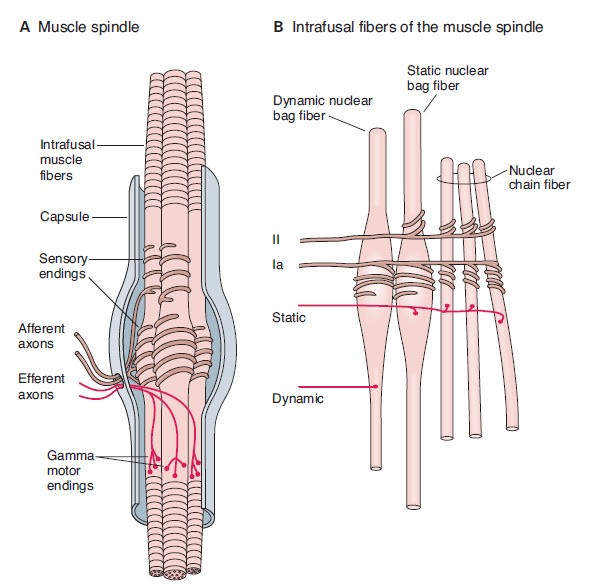 A Muscle spindle
Intrafusal
muscle
fibers
Capsule
Sensory
endings
Afferent
axons
Efferent
axons
Gamma
motor
endings
B Intrafusal fibers of the muscle spindle
Static nuclear
bag fiber
Dynamic nuclear
bag fiber
Nuclear
chain fiber
II
Ia
Static
Dynamic